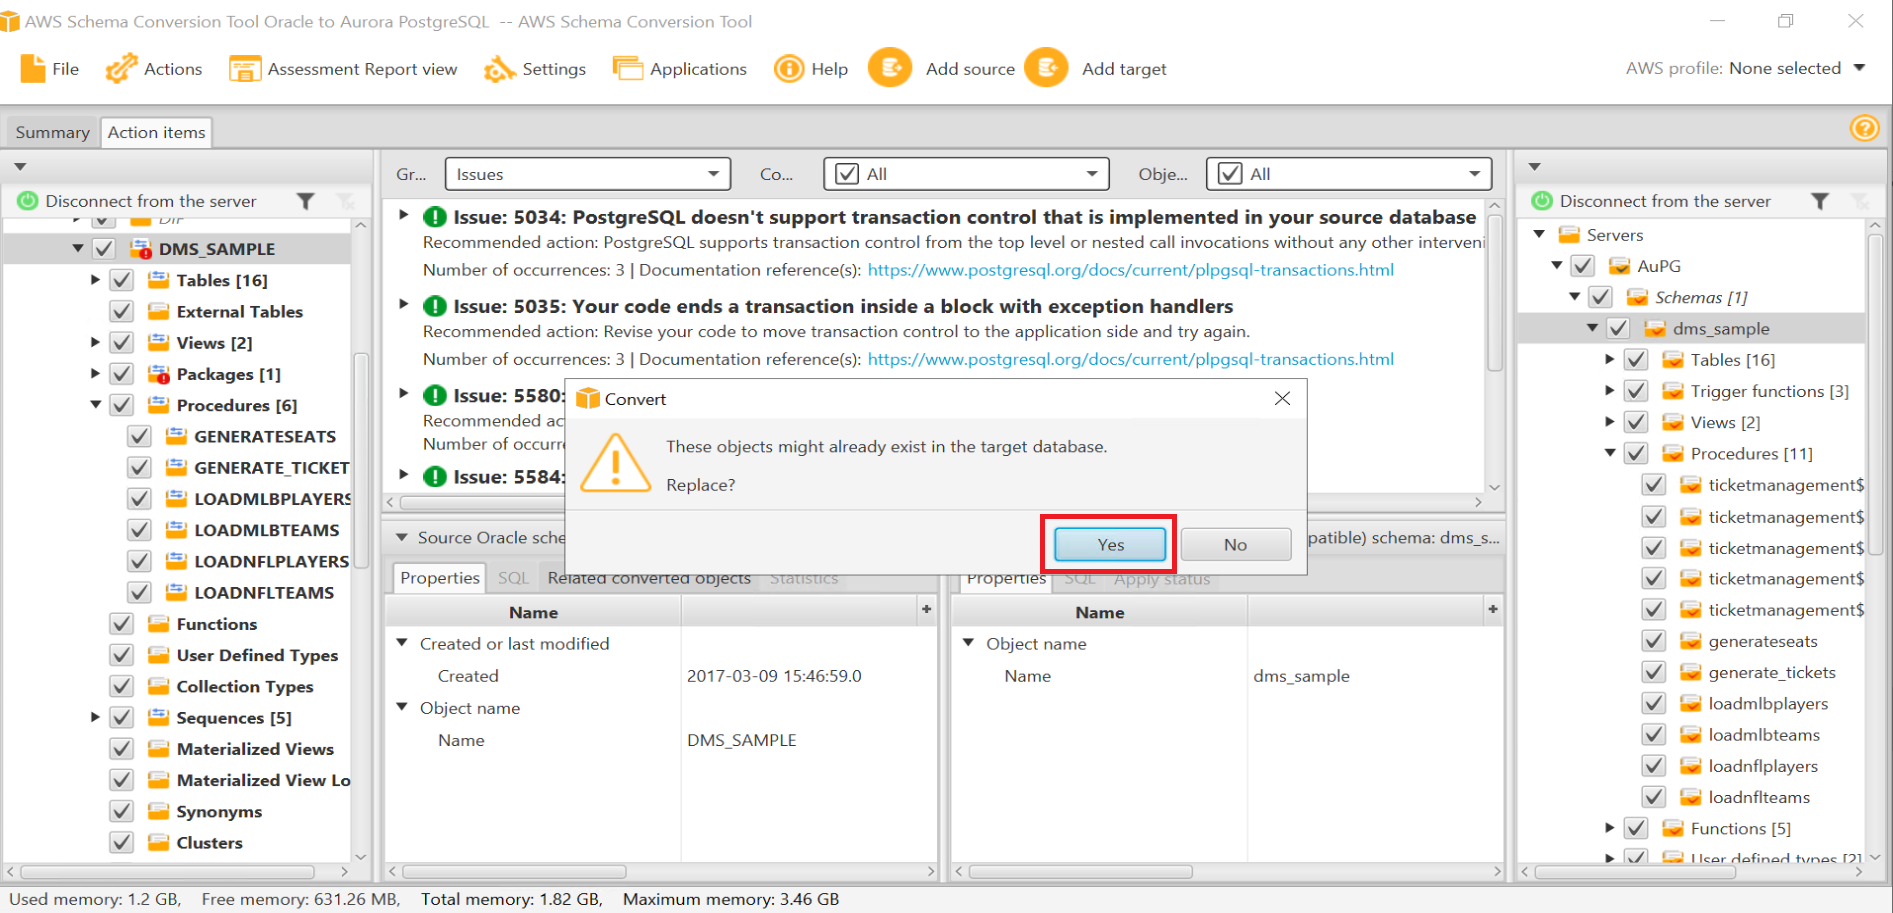 AWS Schema Conversion Tool Oracle to Aurora PostgreSQL -- AWS Schema Conversion Tool
File Actions Assessment Report view Settings Applications Help Add source Add target AWS profile: None selected
Summary Action items
Disconnect from the server
DIP
DMS_SAMPLE
Tables [16]
External Tables
Views [2]
Packages [1]
Procedures [6]
GENERATESEATS
GENERATE_TICKET
LOADMLBPLAYERS
LOADMLBTEAMS
LOADNFLPLAYERS
LOADNFLTEAMS
Functions
User Defined Types
Collection Types
Sequences [5]
Materialized Views
Materialized View Lo
Synonyms
Clusters
Gr... Issues Co... All Obje... All
Issue: 5034: PostgreSQL doesn't support transaction control that is implemented in your source database
Recommended action: PostgreSQL supports transaction control from the top level or nested call invocations without any other interveni
Number of occurrences: 3 | Documentation reference(s): https://www.postgresql.org/docs/current/plpgsql-transactions.html
Issue: 5035: Your code ends a transaction inside a block with exception handlers
Recommended action: Revise your code to move transaction control to the application side and try again.
Number of occurrences: 3 | Documentation reference(s): https://www.postgresql.org/docs/current/plpgsql-transactions.html
Issue: 5580:
Recommended ac
Number of occurre
Issue: 5584:
Convert
These objects might already exist in the target database.
Replace?
Yes No
Source Oracle sche
Properties SQL Related converted objects Statistics
Name
Created or last modified
Created 2017-03-09 15:46:59.0
Object name
Name DMS_SAMPLE
patible) schema: dms_s...
Properties SQL Apply status
Name
Object name
Name dms_sample
Disconnect from the server
Servers
AuPG
Schemas [1]
dms_sample
Tables [16]
Trigger functions [3]
Views [2]
Procedures [11]
ticketmanagement$
ticketmanagement$
ticketmanagement$
ticketmanagement$
ticketmanagement$
generateseats
generate_tickets
loadmlbplayers
loadmlbteams
loadnflplayers
loadnflteams
Functions [5]
User defined types [2]
Used memory: 1.2 GB, Free memory: 631.26 MB, Total memory: 1.82 GB, Maximum memory: 3.46 GB